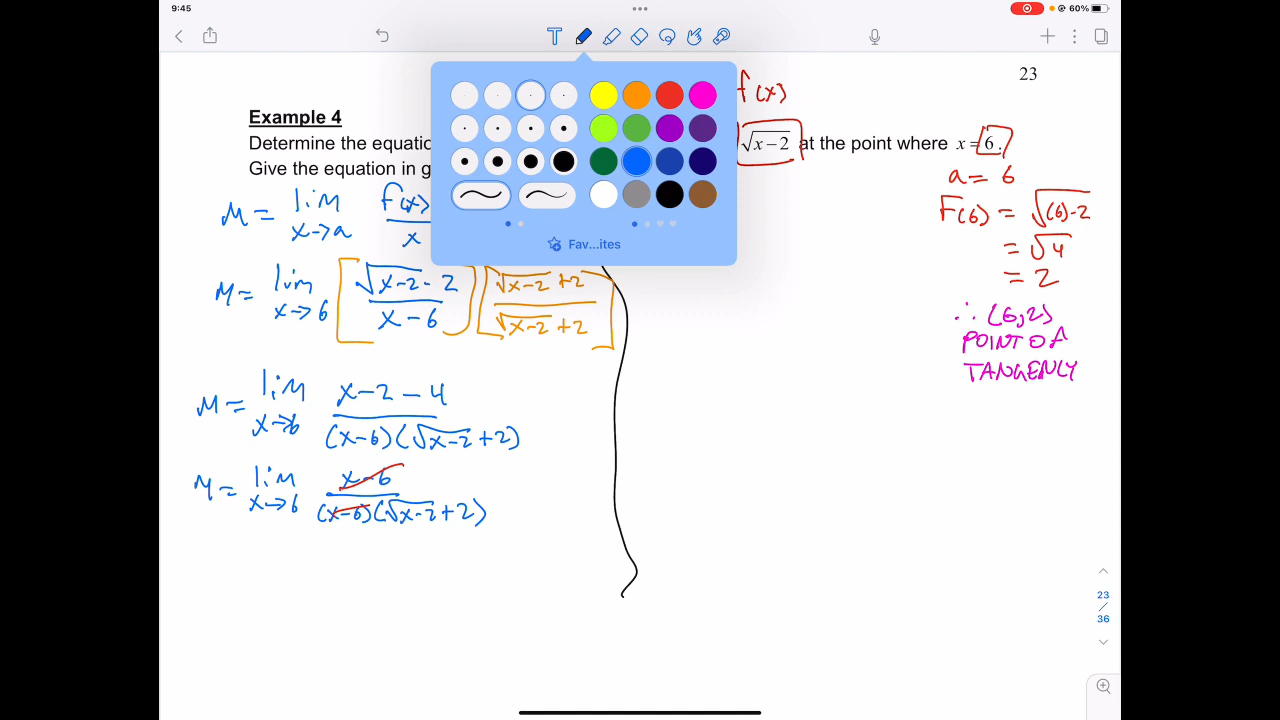 9:45
60%
T
23
f(x)
Example 4
Determine the equatio
√x−2 at the point where x = 6.
Give the equation in g
a = 6
F(6) = √(6)-2
= √4
= 2
∴ (6,2)
POINT OF
TANGENCY
Fav...ites
M = lim f(x)
x→a x
M = lim [√x-2 - 2] [√x-2 + 2]
x→6 x-6 √x-2 + 2
M = lim x-2-4
x→6 (x-6)(√x-2 +2)
M = lim x-6
x→6 (x-6)(√x-2 +2)
23
/
36